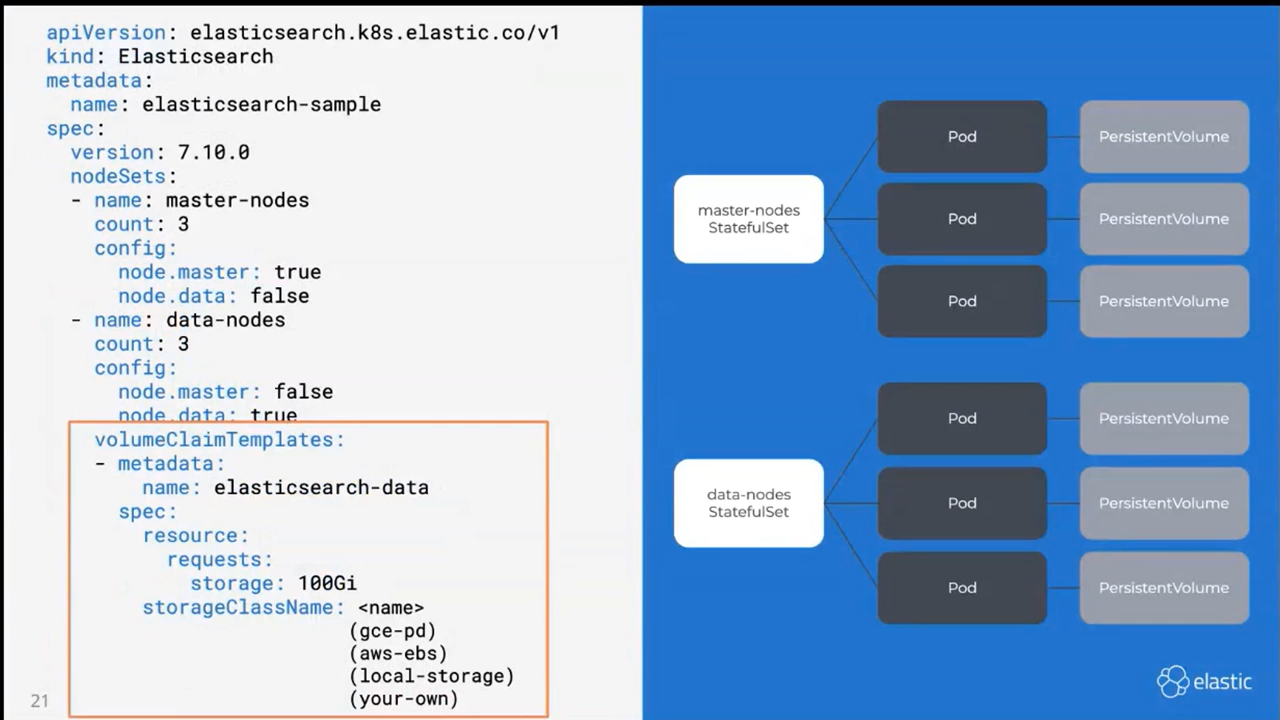 apiVersion: elasticsearch.k8s.elastic.co/v1
kind: Elasticsearch
metadata:
  name: elasticsearch-sample
spec:
  version: 7.10.0
  nodeSets:
  - name: master-nodes
    count: 3
    config:
      node.master: true
      node.data: false
  - name: data-nodes
    count: 3
    config:
      node.master: false
      node.data: true
    volumeClaimTemplates:
    - metadata:
        name: elasticsearch-data
      spec:
        resource:
          requests:
            storage: 100Gi
        storageClassName: <name>
                          (gce-pd)
                          (aws-ebs)
                          (local-storage)
                          (your-own)
21
master-nodes
StatefulSet
Pod
PersistentVolume
Pod
PersistentVolume
Pod
PersistentVolume
data-nodes
StatefulSet
Pod
PersistentVolume
Pod
PersistentVolume
Pod
PersistentVolume
elastic